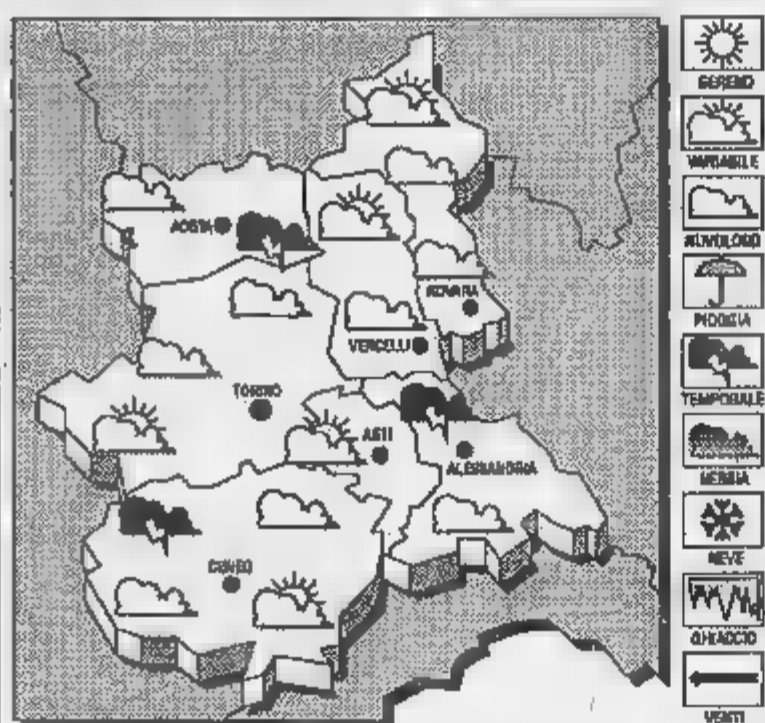 AOSTA
NOVARA
VERCELLI
TORINO
ASTI
ALESSANDRIA
CUNEO
SERENO
VARIABILE
NUVOLOSO
PIOGGIA
TEMPORALE
NEBBIA
NEVE
GHIACCIO
VENTI